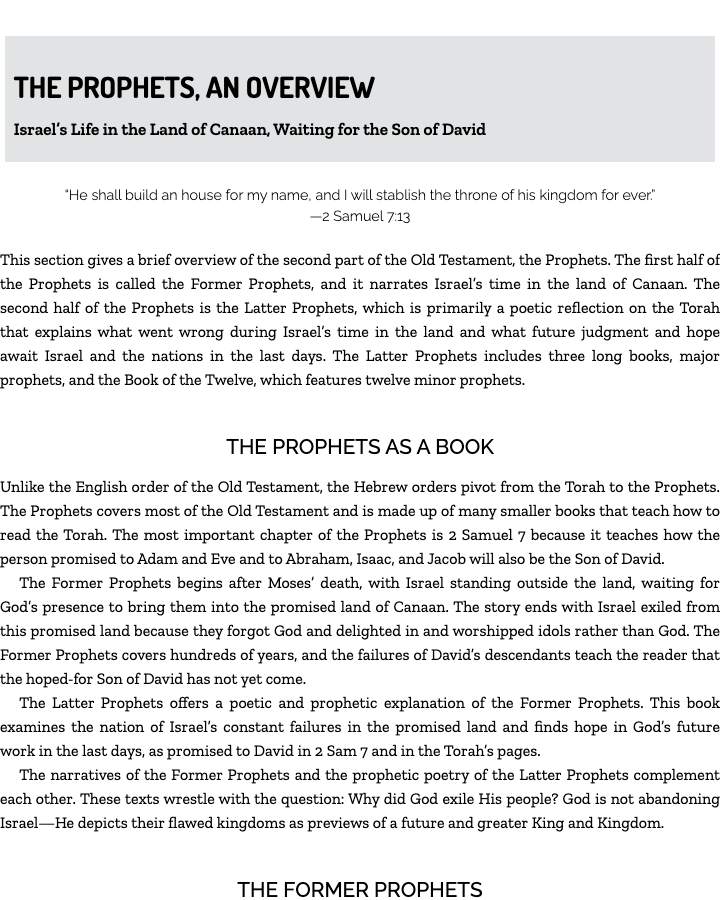 THE PROPHETS, AN OVERVIEW
Israel’s Life in the Land of Canaan, Waiting for the Son of David
“He shall build an house for my name, and I will stablish the throne of his kingdom for ever.”
—2 Samuel 7:13
This section gives a brief overview of the second part of the Old Testament, the Prophets. The first half of
the Prophets is called the Former Prophets, and it narrates Israel’s time in the land of Canaan. The
second half of the Prophets is the Latter Prophets, which is primarily a poetic reflection on the Torah
that explains what went wrong during Israel’s time in the land and what future judgment and hope
await Israel and the nations in the last days. The Latter Prophets includes three long books, major
prophets, and the Book of the Twelve, which features twelve minor prophets.
THE PROPHETS AS A BOOK
Unlike the English order of the Old Testament, the Hebrew orders pivot from the Torah to the Prophets.
The Prophets covers most of the Old Testament and is made up of many smaller books that teach how to
read the Torah. The most important chapter of the Prophets is 2 Samuel 7 because it teaches how the
person promised to Adam and Eve and to Abraham, Isaac, and Jacob will also be the Son of David.
The Former Prophets begins after Moses’ death, with Israel standing outside the land, waiting for
God’s presence to bring them into the promised land of Canaan. The story ends with Israel exiled from
this promised land because they forgot God and delighted in and worshipped idols rather than God. The
Former Prophets covers hundreds of years, and the failures of David’s descendants teach the reader that
the hoped-for Son of David has not yet come.
The Latter Prophets offers a poetic and prophetic explanation of the Former Prophets. This book
examines the nation of Israel’s constant failures in the promised land and finds hope in God’s future
work in the last days, as promised to David in 2 Sam 7 and in the Torah’s pages.
The narratives of the Former Prophets and the prophetic poetry of the Latter Prophets complement
each other. These texts wrestle with the question: Why did God exile His people? God is not abandoning
Israel—He depicts their flawed kingdoms as previews of a future and greater King and Kingdom.
THE FORMER PROPHETS